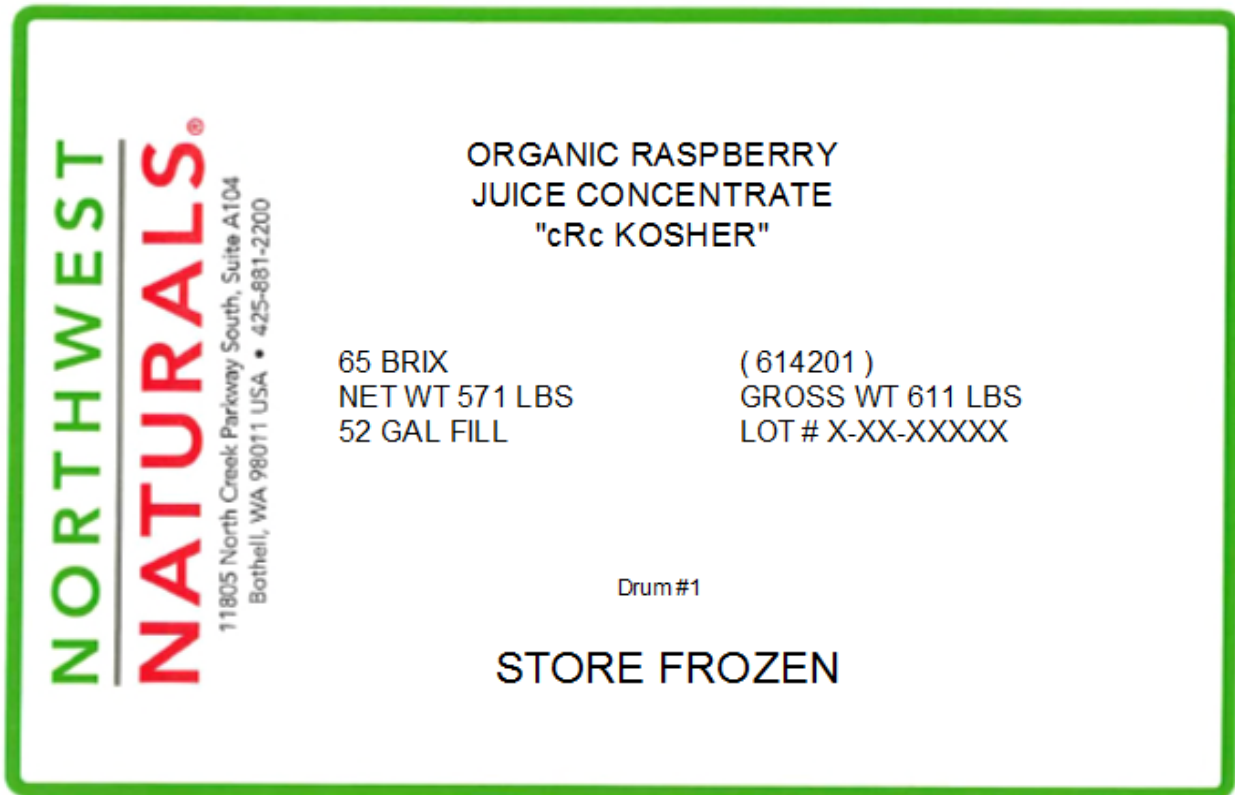 NORTHWEST
NATURALS®
11805 North Creek Parkway South, Suite A104
Bothell, WA 98011 USA • 425-881-2200
ORGANIC RASPBERRY
JUICE CONCENTRATE
"cRc KOSHER"
65 BRIX
NET WT 571 LBS
52 GAL FILL
( 614201 )
GROSS WT 611 LBS
LOT # X-XX-XXXXX
Drum #1
STORE FROZEN